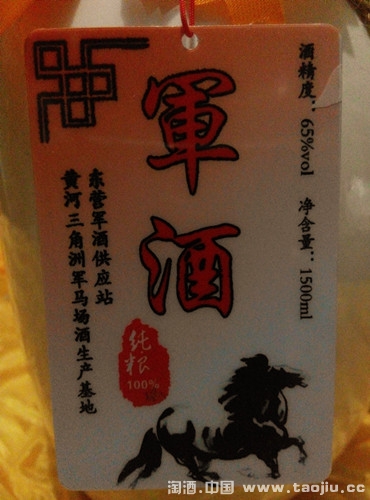 酒精度：65%vol 净含量：1500ml
軍酒
东营军酒供应站
黄河三角洲军马场酒生产基地
纯粮
100%
淘酒.中国 www.taojiu.cc